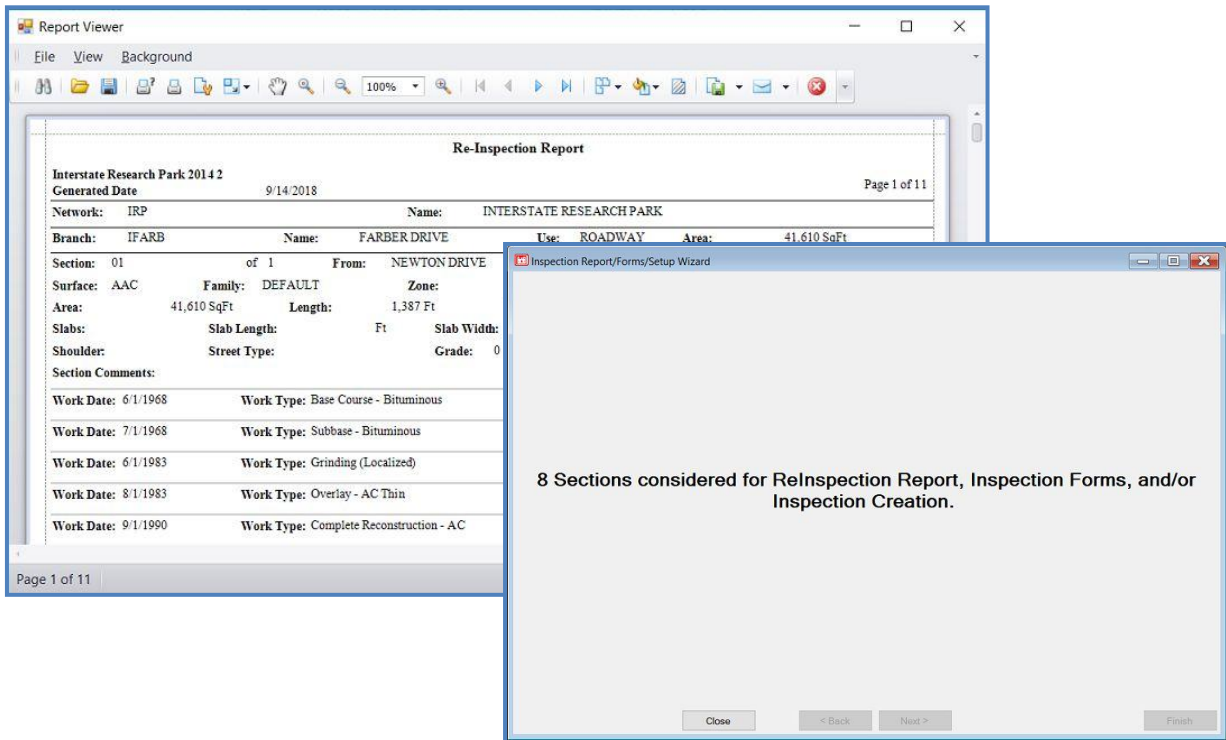 Report Viewer
File View Background
100%
Re-Inspection Report
Interstate Research Park 2014 2
Generated Date 9/14/2018 Page 1 of 11
Network: IRP Name: INTERSTATE RESEARCH PARK
Branch: IFARB Name: FARBER DRIVE Use: ROADWAY Area: 41,610 SqFt
Section: 01 of 1 From: NEWTON DRIVE
Surface: AAC Family: DEFAULT Zone:
Area: 41,610 SqFt Length: 1,387 Ft
Slabs: Slab Length: Ft Slab Width:
Shoulder: Street Type: Grade: 0
Section Comments:
Work Date: 6/1/1968 Work Type: Base Course - Bituminous
Work Date: 7/1/1968 Work Type: Subbase - Bituminous
Work Date: 6/1/1983 Work Type: Grinding (Localized)
Work Date: 8/1/1983 Work Type: Overlay - AC Thin
Work Date: 9/1/1990 Work Type: Complete Reconstruction - AC
Page 1 of 11
Inspection Report/Forms/Setup Wizard
8 Sections considered for ReInspection Report, Inspection Forms, and/or
Inspection Creation.
Close < Back Next > Finish